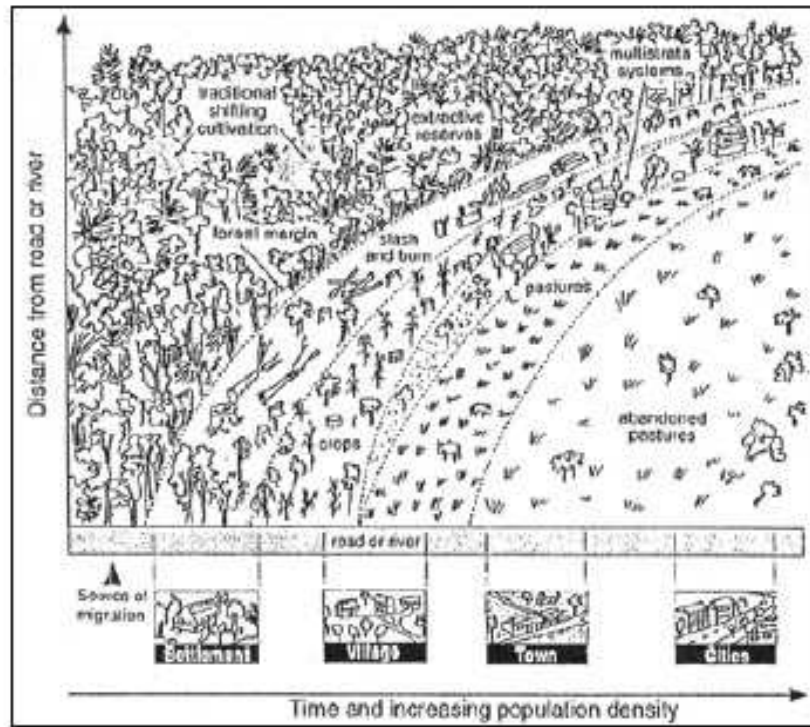 multistrata
systems
traditional
shifting
cultivation
extractive
reserves
forest margin
slash
and burn
pastures
crops
abandoned
pastures
Distance from road or river
road or river
Source of
migration
Settlement
Village
Town
Cities
Time and increasing population density